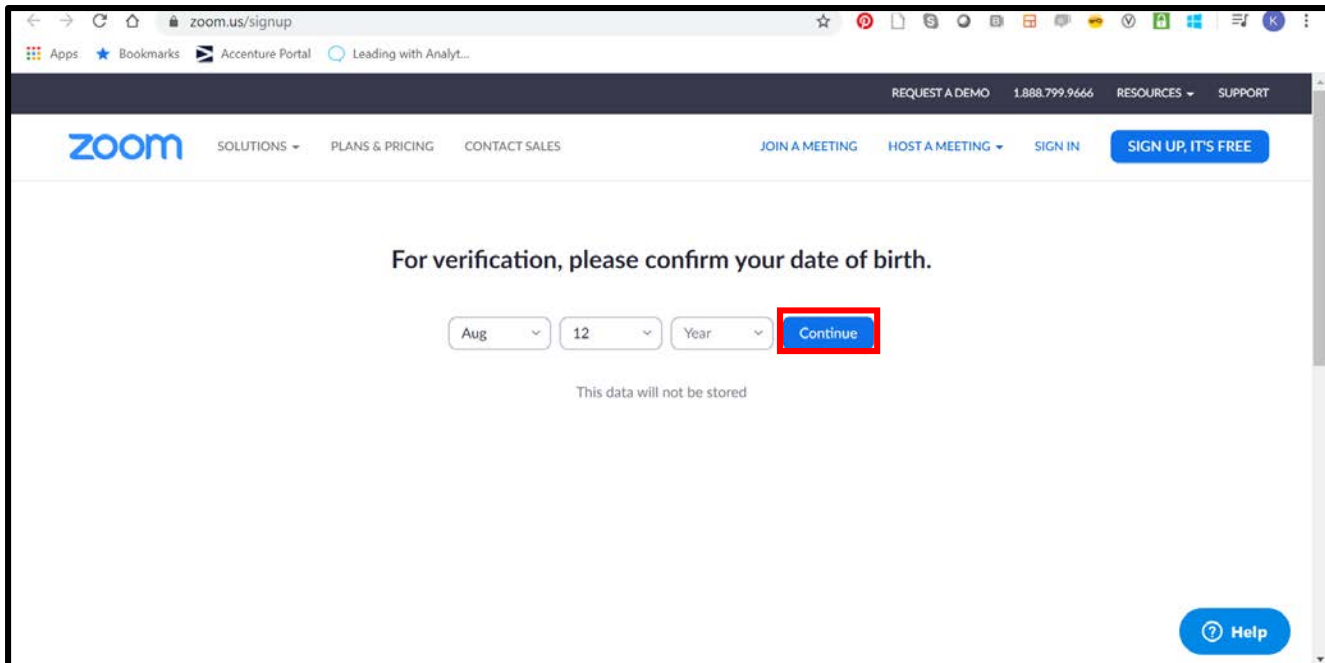 zoom.us/signup K
Apps Bookmarks Accenture Portal Leading with Analyt...
REQUEST A DEMO 1.888.799.9666 RESOURCES SUPPORT
zoom SOLUTIONS PLANS & PRICING CONTACT SALES JOIN A MEETING HOST A MEETING SIGN IN SIGN UP, IT'S FREE
For verification, please confirm your date of birth.
Aug 12 Year Continue
This data will not be stored
Help